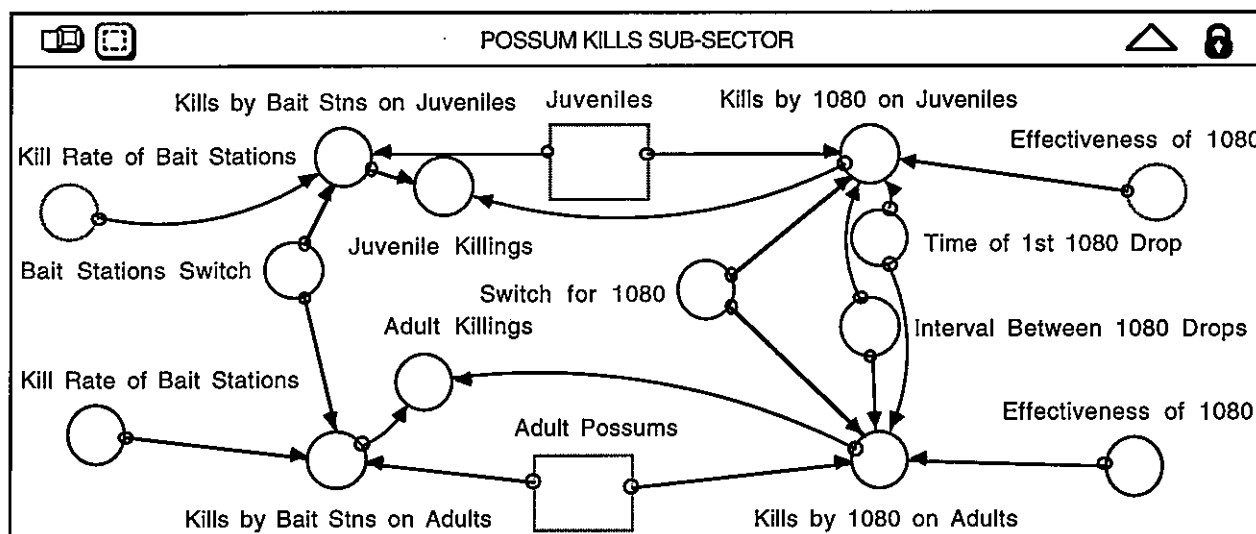 POSSUM KILLS SUB-SECTOR
Kills by Bait Stns on Juveniles
Juveniles
Kills by 1080 on Juveniles
Effectiveness of 1080
Kill Rate of Bait Stations
Juvenile Killings
Time of 1st 1080 Drop
Bait Stations Switch
Switch for 1080
Adult Killings
Interval Between 1080 Drops
Kill Rate of Bait Stations
Effectiveness of 1080
Adult Possums
Kills by Bait Stns on Adults
Kills by 1080 on Adults